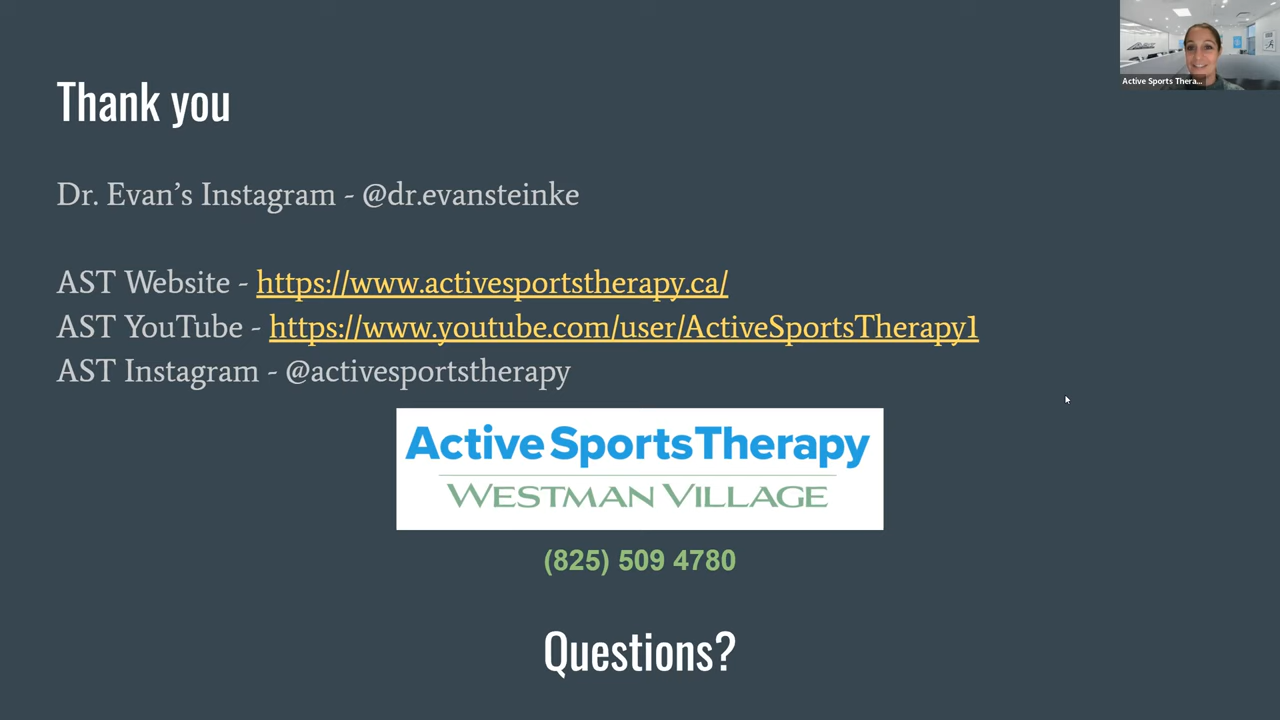 Thank you
Active Sports Thera...
Dr. Evan’s Instagram - @dr.evansteinke
AST Website - https://www.activesportstherapy.ca/
AST YouTube - https://www.youtube.com/user/ActiveSportsTherapy1
AST Instagram - @activesportstherapy
Active Sports Therapy
WESTMAN VILLAGE
(825) 509 4780
Questions?